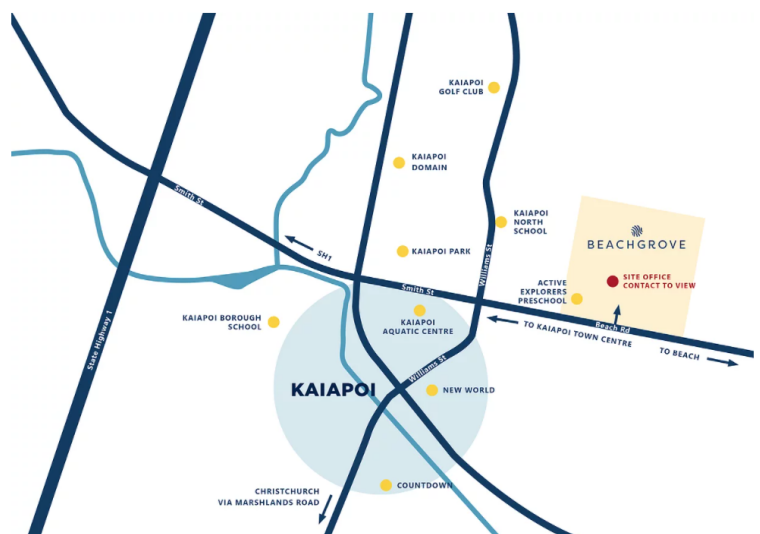 KAIAPOI
GOLF CLUB
KAIAPOI
DOMAIN
Smith St
KAIAPOI
NORTH
SCHOOL
BEACHGROVE
SH1
KAIAPOI PARK
Williams St
SITE OFFICE
CONTACT TO VIEW
ACTIVE
EXPLORERS
PRESCHOOL
Smith St
KAIAPOI BOROUGH
SCHOOL
KAIAPOI
AQUATIC CENTRE
Beach Rd
TO KAIAPOI TOWN CENTRE
TO BEACH
State Highway 1
Williams St
KAIAPOI
NEW WORLD
COUNTDOWN
CHRISTCHURCH
VIA MARSHLANDS ROAD